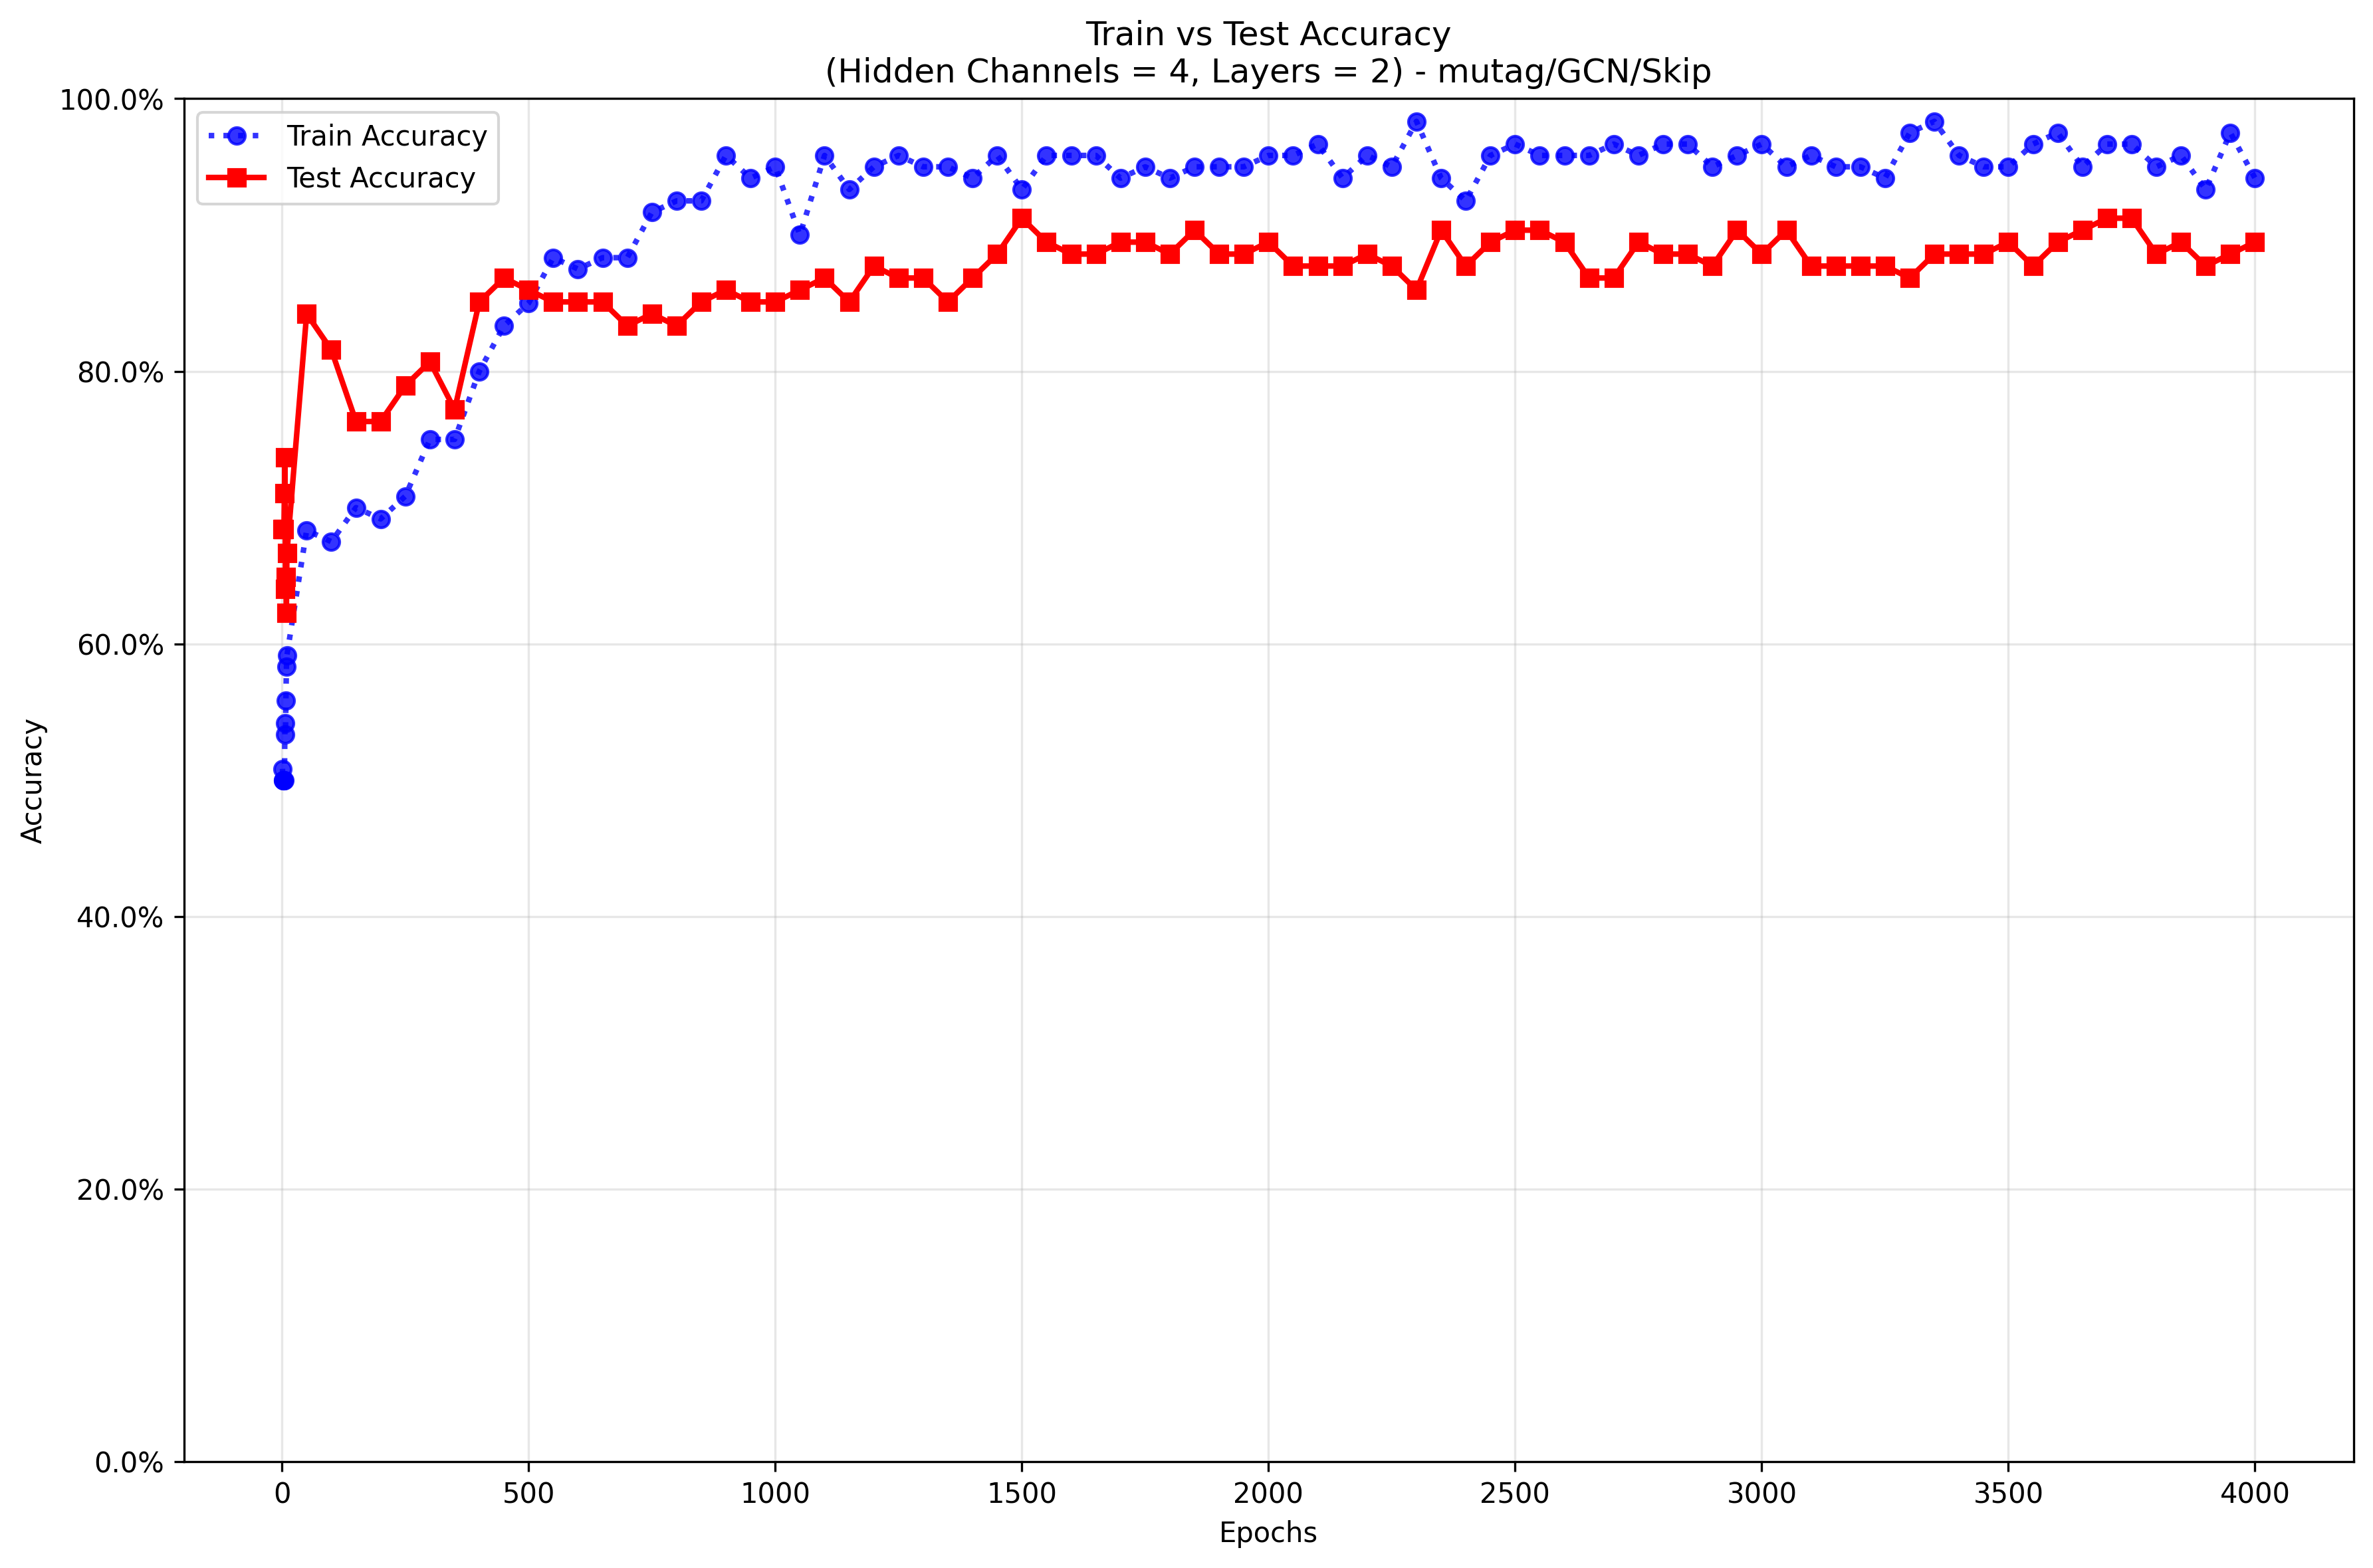 Train vs Test Accuracy
(Hidden Channels = 4, Layers = 2) - mutag/GCN/Skip
Train Accuracy
Test Accuracy
100.0%
80.0%
60.0%
40.0%
20.0%
0.0%
Accuracy
0 500 1000 1500 2000 2500 3000 3500 4000
Epochs